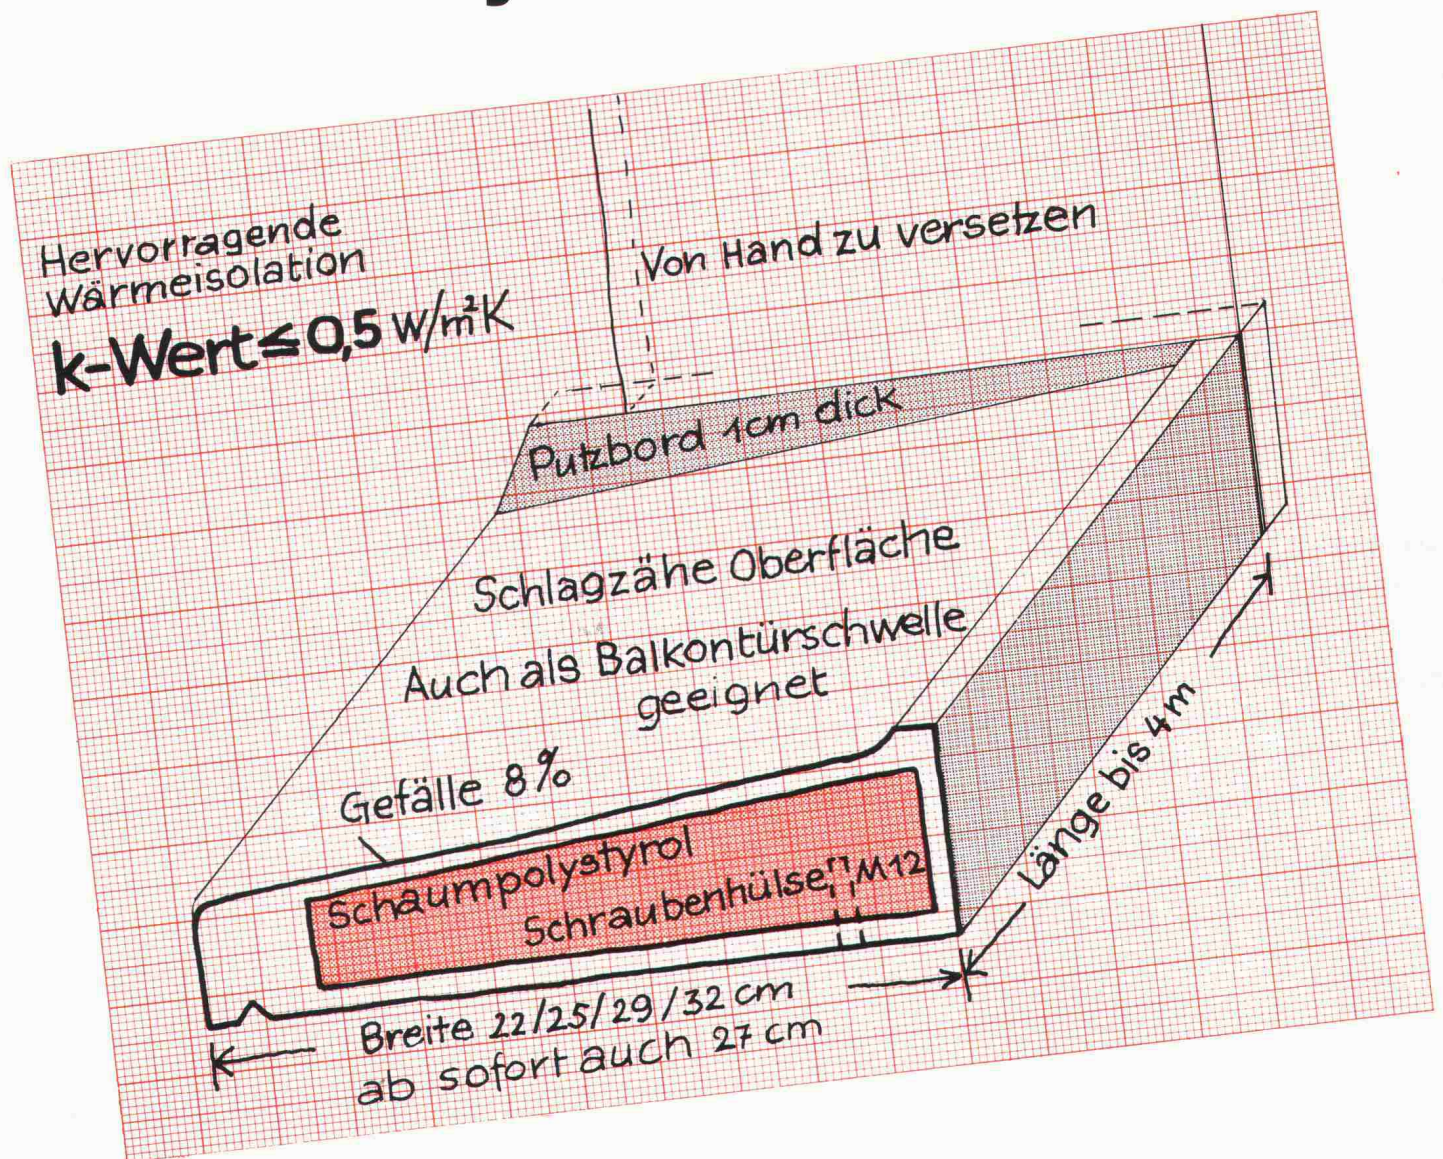 Hervorragende
Wärmeisolation
k-Wert ≤ 0,5 W/m²K
Von Hand zu versetzen
Putzbord 1cm dick
Schlagzähe Oberfläche
Auch als Balkontürschwelle
geeignet
Gefälle 8%
Schaumpolystyrol
Schraubenhülse M12
Länge bis 4m
Breite 22/25/29/32 cm
ab sofort auch 27 cm